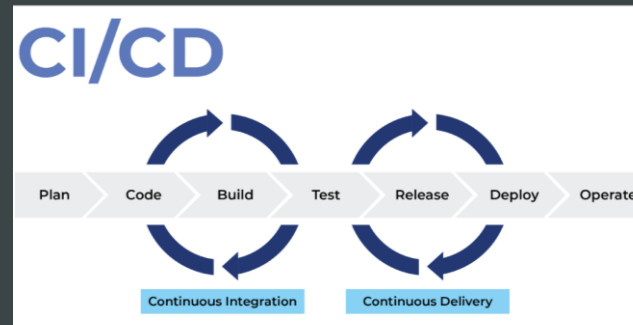 CI/CD
Plan Code Build Test Release Deploy Operate
Continuous Integration Continuous Delivery